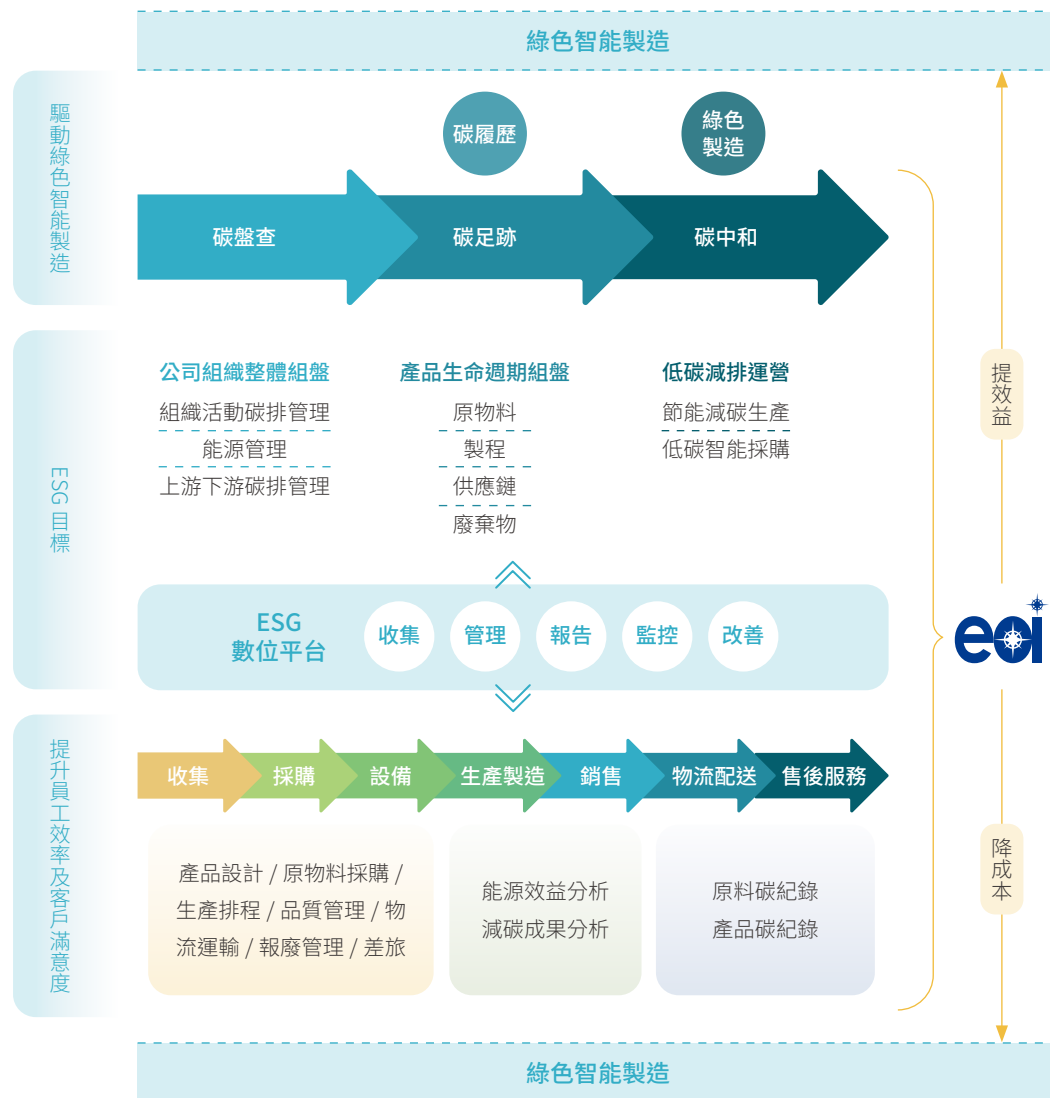 綠色智能製造
驅動綠色智能製造
碳履歷
綠色
製造
碳盤查
碳足跡
碳中和
ESG 目標
公司組織整體組盤
組織活動碳排管理
能源管理
上游下游碳排管理
產品生命週期組盤
原物料
製程
供應鏈
廢棄物
低碳減排運營
節能減碳生產
低碳智能採購
提效益
ESG
數位平台
收集
管理
報告
監控
改善
eai
提升員工效率及客戶滿意度
收集
採購
設備
生產製造
銷售
物流配送
售後服務
產品設計 / 原物料採購 /
生產排程 / 品質管理 / 物
流運輸 / 報廢管理 / 差旅
能源效益分析
減碳成果分析
原料碳紀錄
產品碳紀錄
降成本
綠色智能製造